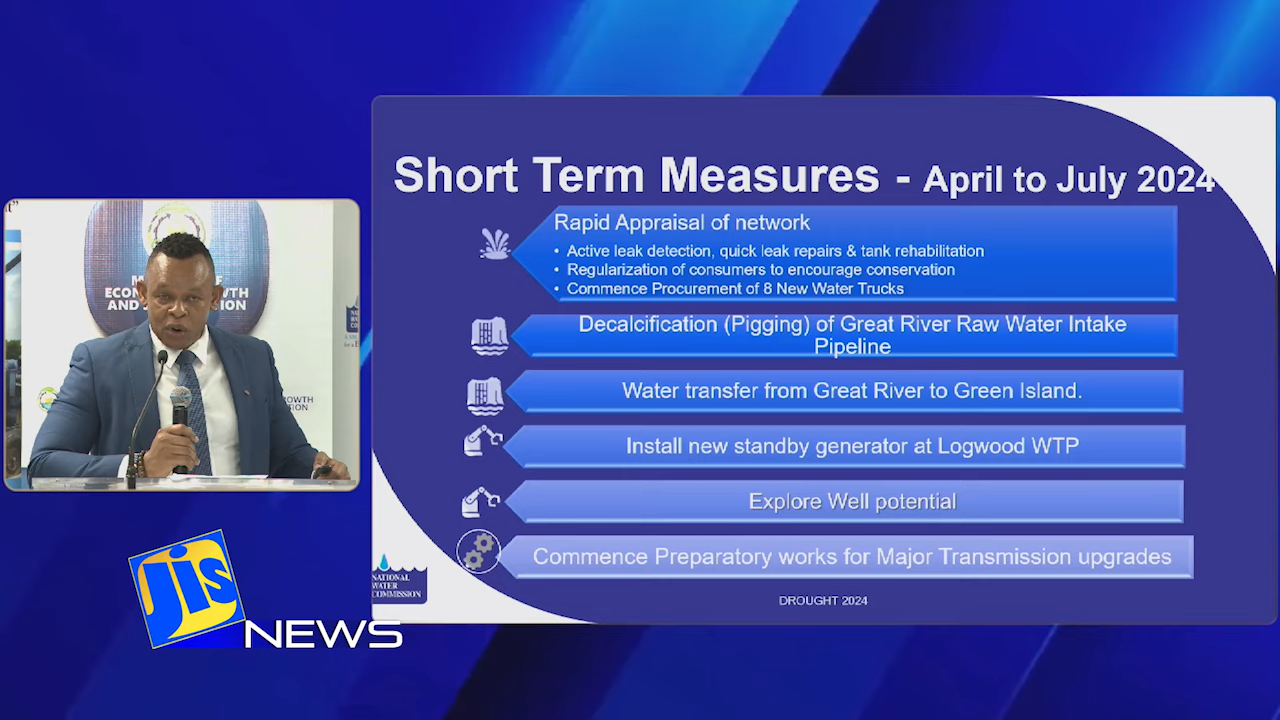 Short Term Measures - April to July 2024
Rapid Appraisal of network
• Active leak detection, quick leak repairs & tank rehabilitation
• Regularization of consumers to encourage conservation
• Commence Procurement of 8 New Water Trucks
Decalcification (Pigging) of Great River Raw Water Intake
Pipeline
Water transfer from Great River to Green Island.
Install new standby generator at Logwood WTP
Explore Well potential
Commence Preparatory works for Major Transmission upgrades
NATIONAL
WATER
COMMISSION
DROUGHT 2024
jis
NEWS